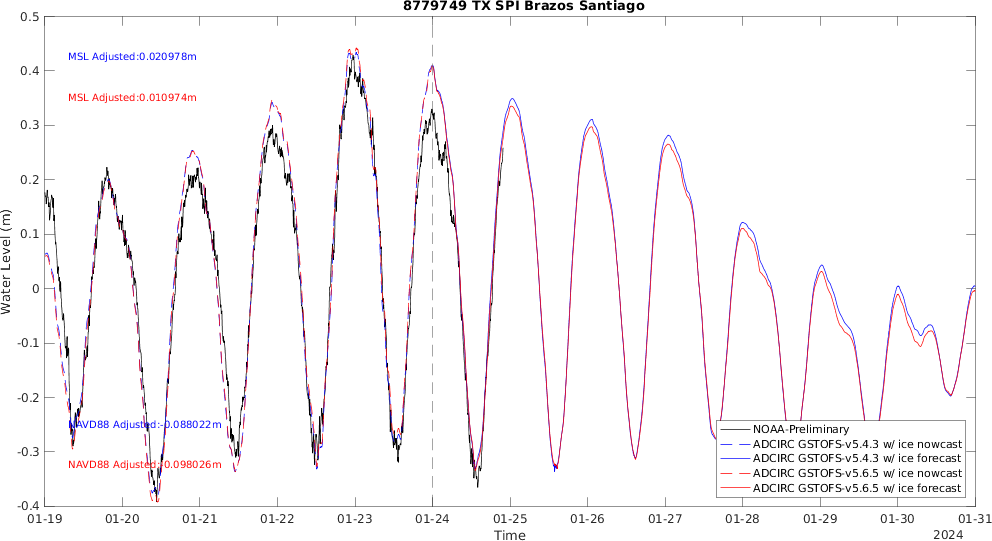 8779749 TX SPI Brazos Santiago
0.5
0.4
0.3
0.2
0.1
0
-0.1
-0.2
-0.3
-0.4
Water Level (m)
MSL Adjusted:0.020978m
MSL Adjusted:0.010974m
NAVD88 Adjusted:-0.088022m
NAVD88 Adjusted:-0.098026m
NOAA-Preliminary
ADCIRC GSTOFS-v5.4.3 w/ ice nowcast
ADCIRC GSTOFS-v5.4.3 w/ ice forecast
ADCIRC GSTOFS-v5.6.5 w/ ice nowcast
ADCIRC GSTOFS-v5.6.5 w/ ice forecast
01-19 01-20 01-21 01-22 01-23 01-24 01-25 01-26 01-27 01-28 01-29 01-30 01-31
Time
2024